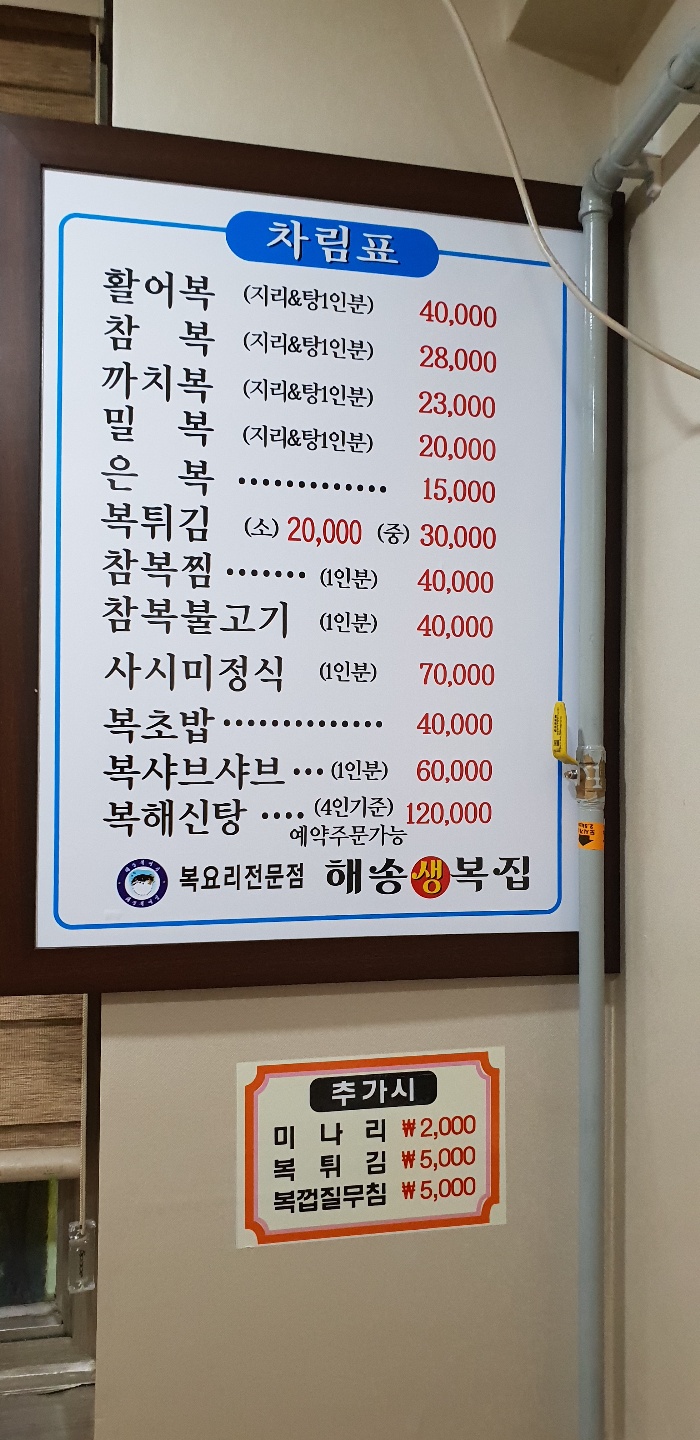 차림표
활어복 (지리&탕1인분) 40,000
참 복 (지리&탕1인분) 28,000
까치복 (지리&탕1인분) 23,000
밀 복 (지리&탕1인분) 20,000
은 복 ············· 15,000
복튀김 (소) 20,000 (중) 30,000
참복찜 ······· (1인분) 40,000
참복불고기 (1인분) 40,000
사시미정식 (1인분) 70,000
복초밥 ·············· 40,000
복샤브샤브 ··· (1인분) 60,000
복해신탕 ···· (4인기준) 120,000
예약주문가능
복요리전문점 해송생복집
추가시
미 나 리 ₩2,000
복 튀 김 ₩5,000
복껍질무침 ₩5,000